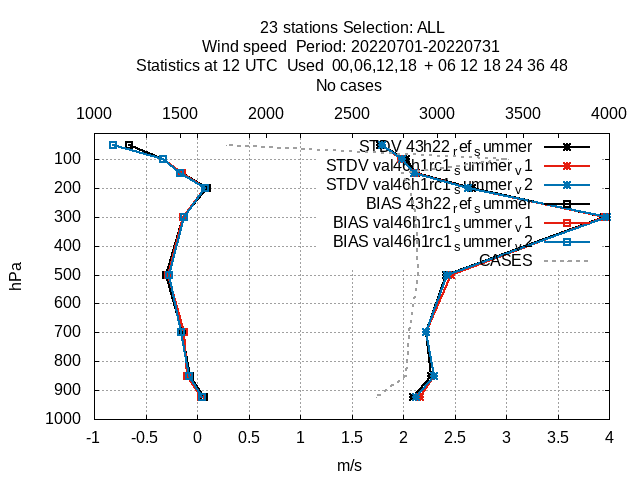 23 stations Selection: ALL
Wind speed  Period: 20220701-20220731
Statistics at 12 UTC  Used  00,06,12,18  + 06 12 18 24 36 48
No cases
1000 1500 2000 2500 3000 3500 4000
STDV 43h22_ref_summer
100
STDV val46h1rc1_summer_v1
200
STDV val46h1rc1_summer_v2
BIAS 43h22_ref_summer
300
BIAS val46h1rc1_summer_v1
400
BIAS val46h1rc1_summer_v2
CASES
500
hPa
600
700
800
900
1000
-1 -0.5 0 0.5 1 1.5 2 2.5 3 3.5 4
m/s